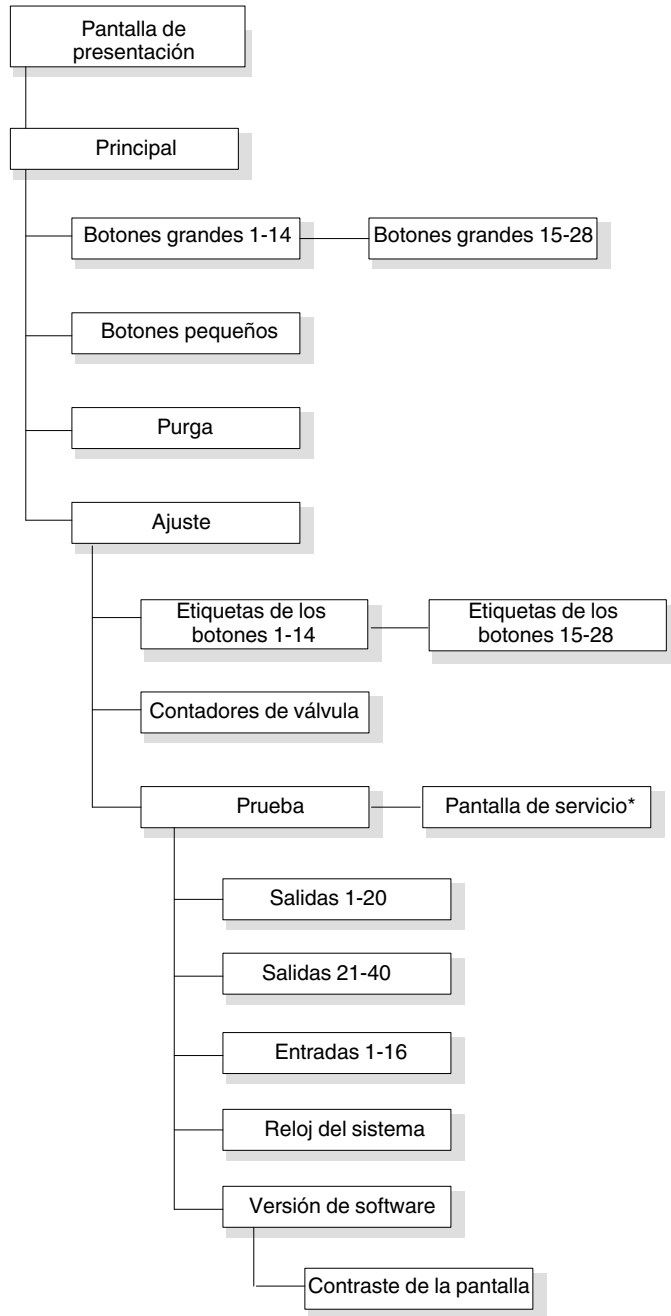 Pantalla de
presentación
Principal
Botones grandes 1-14
Botones grandes 15-28
Botones pequeños
Purga
Ajuste
Etiquetas de los
botones 1-14
Etiquetas de los
botones 15-28
Contadores de válvula
Prueba
Pantalla de servicio*
Salidas 1-20
Salidas 21-40
Entradas 1-16
Reloj del sistema
Versión de software
Contraste de la pantalla